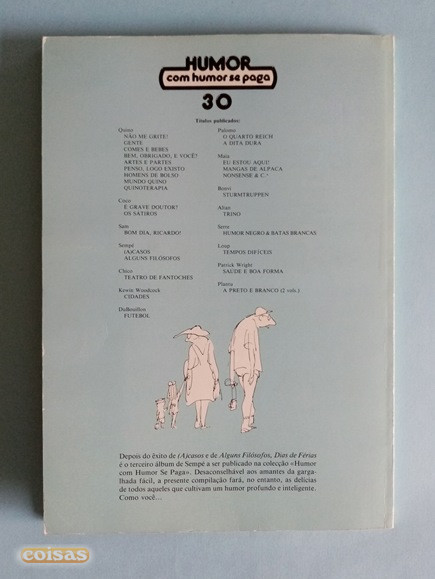 HUMOR
com humor se paga
30
Títulos publicados:
Quino
NÃO ME GRITE!
GENTE
COMES E BEBES
BEM, OBRIGADO, E VOCÊ?
ARTES E PARTES
PENSO, LOGO EXISTO
HOMENS DE BOLSO
MUNDO QUINO
QUINOTERAPIA
É GRAVE DOUTOR?
OS SÁTIROS
Sam
BOM DIA, RICARDO!
Sempé
(A)CASOS
ALGUNS FILÓSOFOS
Chico
TEATRO DE FANTOCHES
Kewin Woodcock
CIDADES
DuBouillon
FUTEBOL
Palomo
O QUARTO REICH
A DITA DURA
Maia
EU ESTOU AQUI!
MANGAS DE ALPACA
NONSENSE & C.ª
Bonvi
STURMTRUPPEN
Altan
TRINO
Serre
HUMOR NEGRO & BATAS BRANCAS
Loup
TEMPOS DIFÍCEIS
Patrick Wright
SAÚDE E BOA FORMA
Plantu
A PRETO E BRANCO (2 vols.)
Depois do êxito de (A)casos e de Alguns Filósofos, Dias de Férias
é o terceiro álbum de Sempé a ser publicado na colecção «Humor
com Humor Se Paga». Desaconselhável aos amantes da garga-
lhada fácil, a presente compilação fará, no entanto, as delícias
de todos aqueles que cultivam um humor profundo e inteligente.
Como você...
coisas